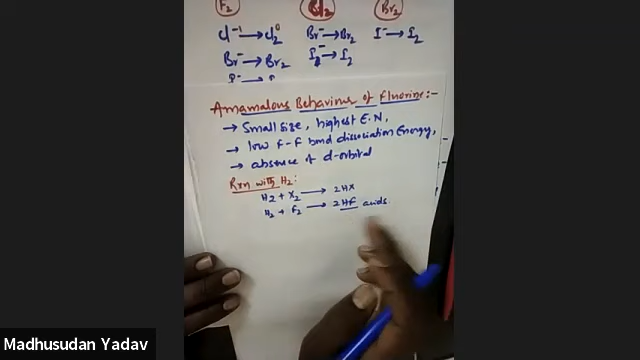 F₂ Cl₂ Br₂
Cl⁻¹ → Cl₂⁰ Br⁻ → Br₂ I⁻ → I₂
Br⁻ → Br₂ I⁻ → I₂
I⁻ →
Anamalous Behaviour of Fluorine:-
→ Small size, highest E.N,
→ low F-F bond dissociation Energy,
→ absence of d-orbital
Rxn with H₂:
H₂ + X₂ → 2HX
H₂ + F₂ → 2HF acids.
Madhusudan Yadav